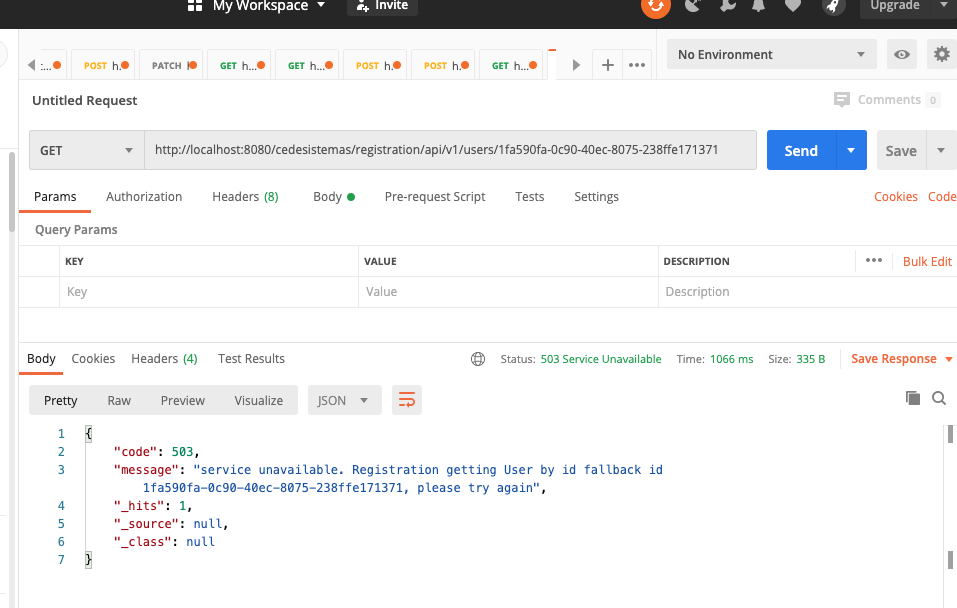 My Workspace
Invite
Upgrade
:...
POST h.
PATCH
GET h...
GET h...
POST h.
POST h.
GET h...
No Environment
Untitled Request
Comments 0
GET
http://localhost:8080/cedesistemas/registration/api/v1/users/1fa590fa-0c90-40ec-8075-238ffe171371
Send
Save
Params Authorization Headers (8) Body Pre-request Script Tests Settings Cookies Code
Query Params
KEY VALUE DESCRIPTION ••• Bulk Edit
Key Value Description
Body Cookies Headers (4) Test Results Status: 503 Service Unavailable Time: 1066 ms Size: 335 B Save Response
Pretty Raw Preview Visualize JSON
1 {
2 "code": 503,
3 "message": "service unavailable. Registration getting User by id fallback id
1fa590fa-0c90-40ec-8075-238ffe171371, please try again",
4 "_hits": 1,
5 "_source": null,
6 "_class": null
7 }